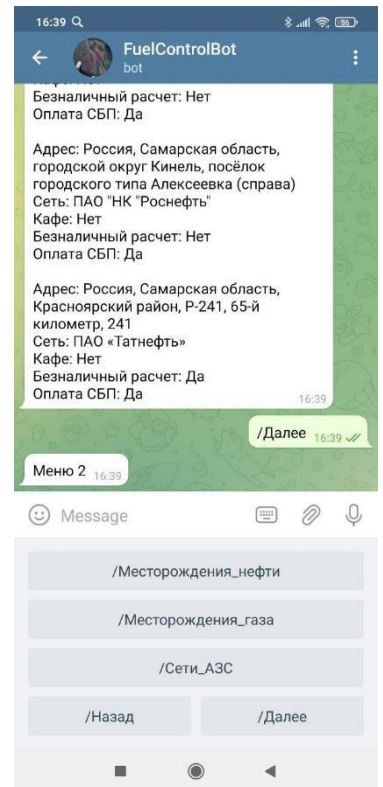 16:39
56
FuelControlBot
bot
Безналичный расчет: Нет
Оплата СБП: Да
Адрес: Россия, Самарская область,
городской округ Кинель, посёлок
городского типа Алексеевка (справа)
Сеть: ПАО "НК "Роснефть"
Кафе: Нет
Безналичный расчет: Нет
Оплата СБП: Да
Адрес: Россия, Самарская область,
Красноярский район, Р-241, 65-й
километр, 241
Сеть: ПАО «Татнефть»
Кафе: Нет
Безналичный расчет: Да
Оплата СБП: Да
16:39
/Далее 16:39
Меню 2 16:39
Message
/Месторождения_нефти
/Месторождения_газа
/Сети_АЗС
/Назад /Далее